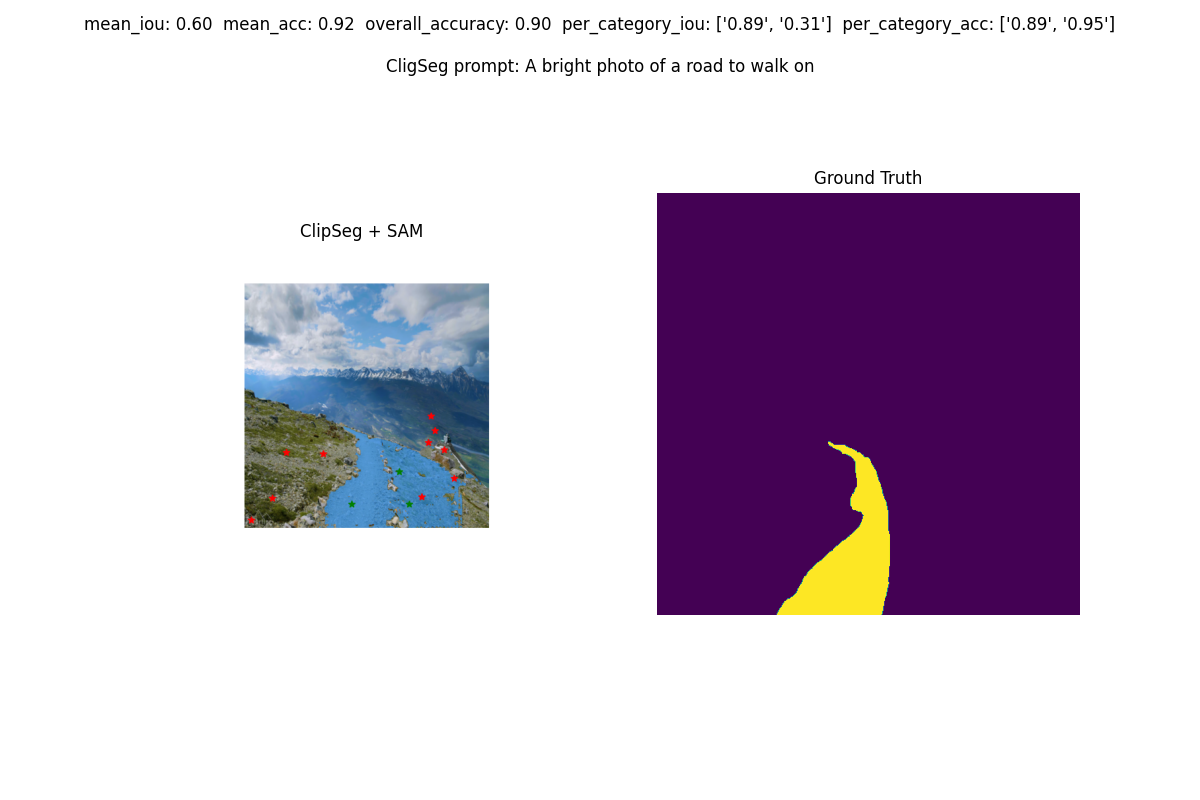 mean_iou: 0.60  mean_acc: 0.92  overall_accuracy: 0.90  per_category_iou: ['0.89', '0.31']  per_category_acc: ['0.89', '0.95']
CligSeg prompt: A bright photo of a road to walk on
Ground Truth
ClipSeg + SAM